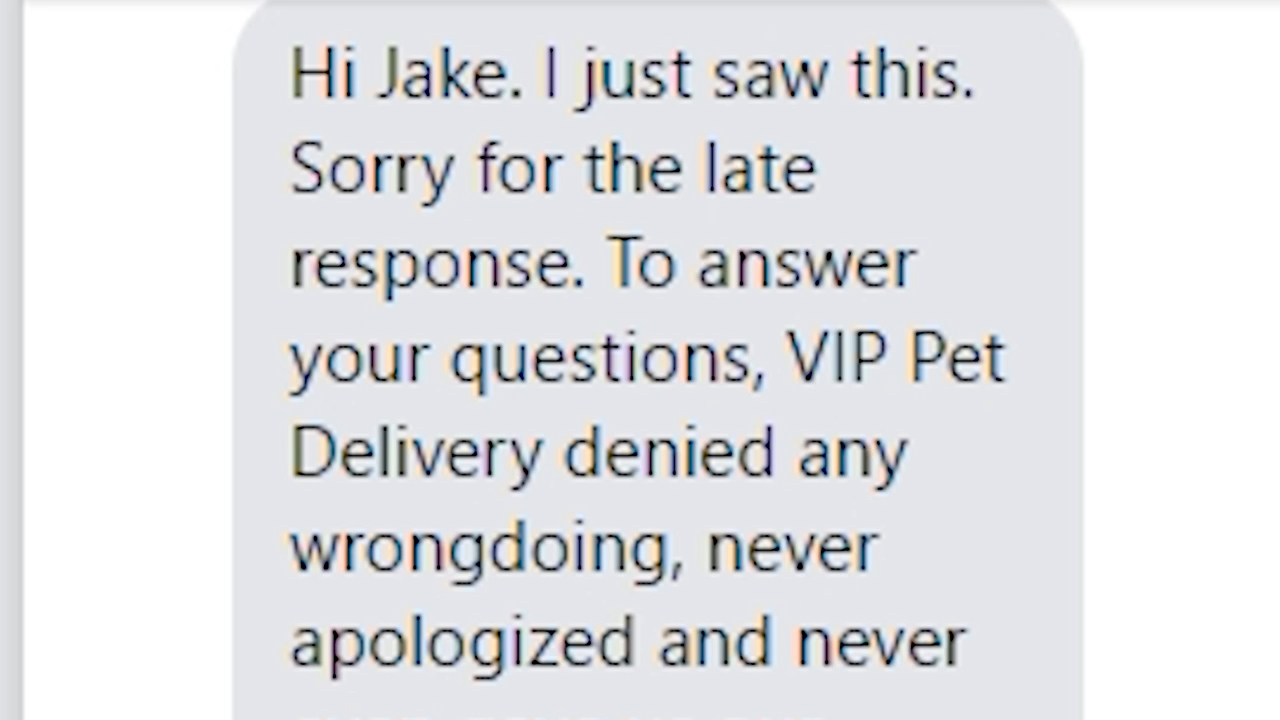 Hi Jake. I just saw this.
Sorry for the late
response. To answer
your questions, VIP Pet
Delivery denied any
wrongdoing, never
apologized and never